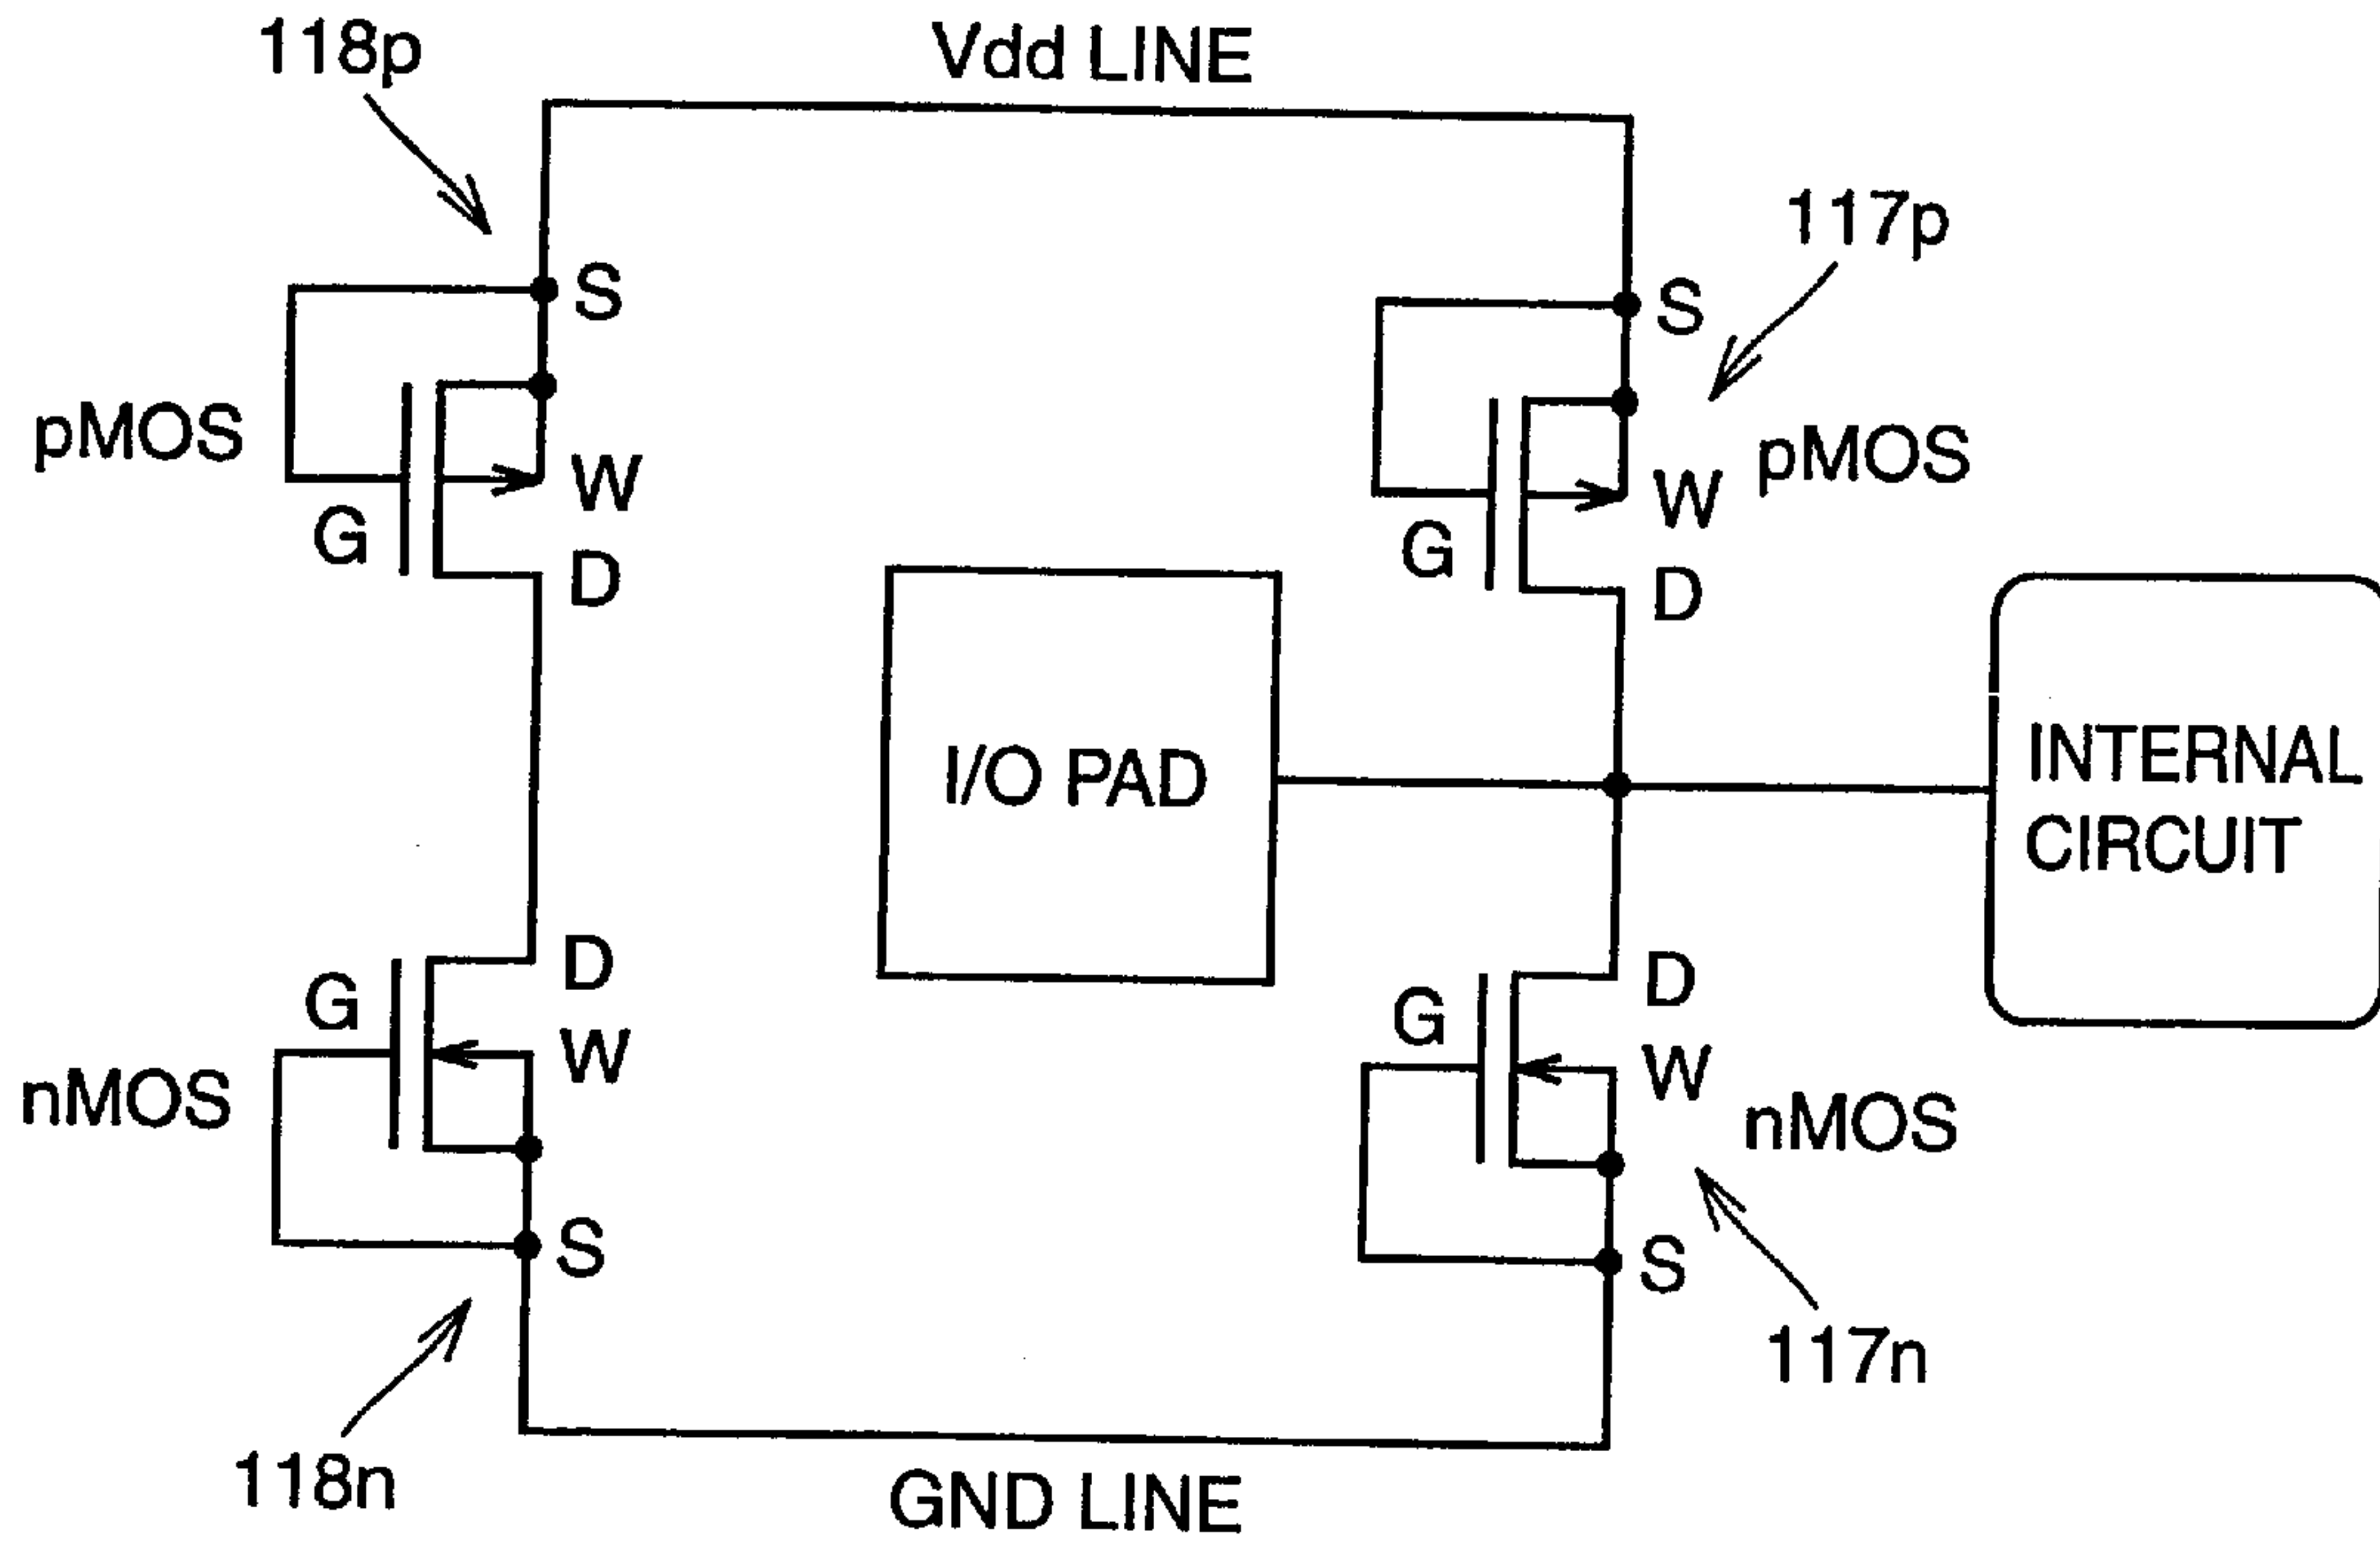 118p
Vdd LINE
117p
S
S
pMOS
G
W
D
G
W
pMOS
D
I/O PAD
INTERNAL
CIRCUIT
G
D
W
nMOS
S
G
D
W
nMOS
S
118n
117n
GND LINE